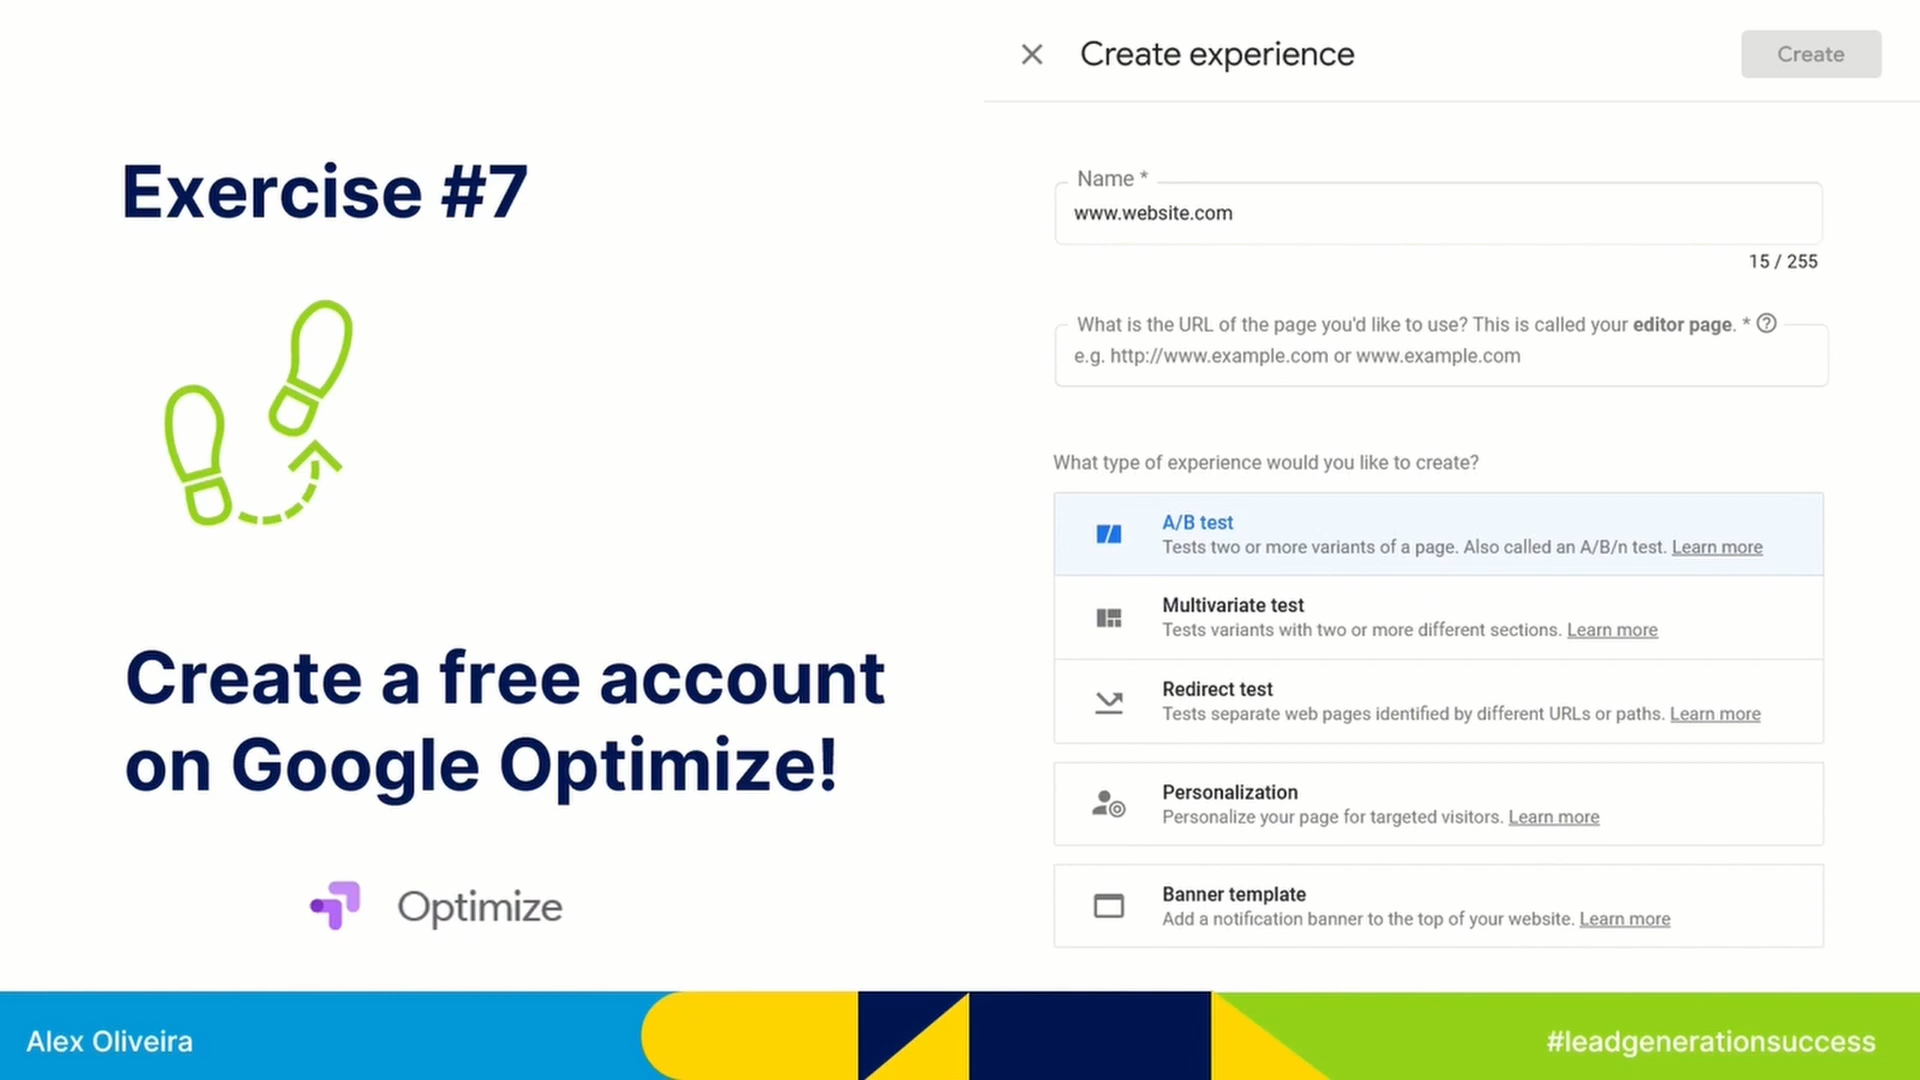 Exercise #7
Create a free account
on Google Optimize!
Optimize
Create experience
Create
Name *
www.website.com
15 / 255
What is the URL of the page you'd like to use? This is called your editor page. *
e.g. http://www.example.com or www.example.com
What type of experience would you like to create?
A/B test
Tests two or more variants of a page. Also called an A/B/n test. Learn more
Multivariate test
Tests variants with two or more different sections. Learn more
Redirect test
Tests separate web pages identified by different URLs or paths. Learn more
Personalization
Personalize your page for targeted visitors. Learn more
Banner template
Add a notification banner to the top of your website. Learn more
Alex Oliveira
#leadgenerationsuccess